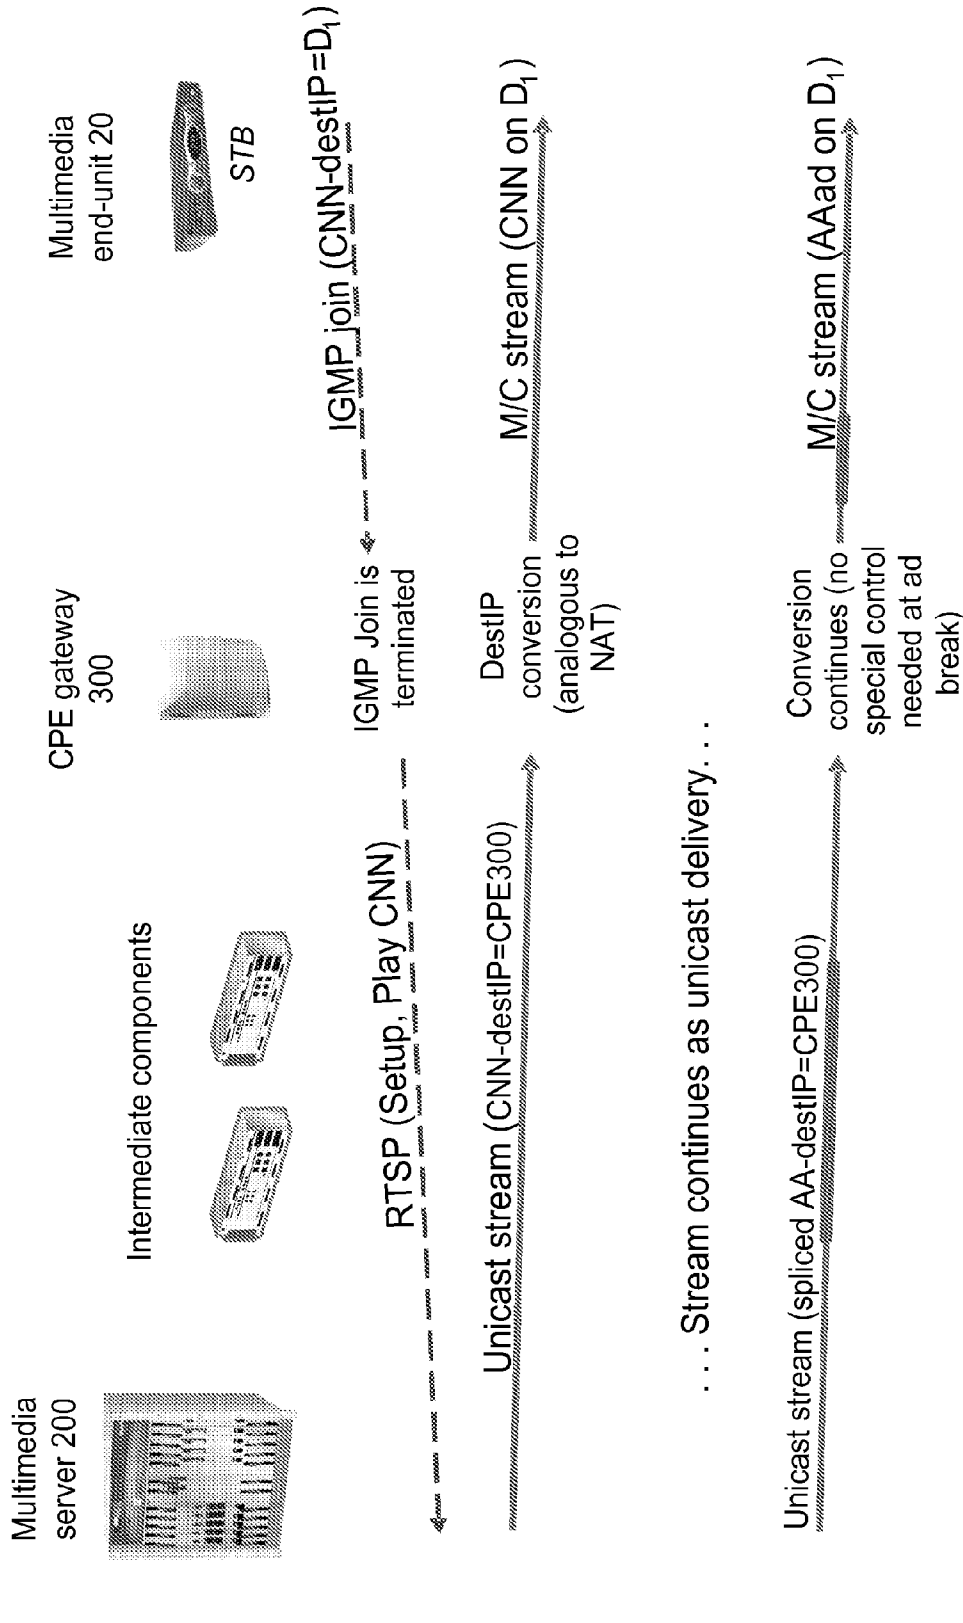 Multimedia
server 200
Intermediate components
CPE gateway
300
Multimedia
end-unit 20
STB
IGMP join (CNN-destIP=D1)
IGMP Join is
terminated
RTSP (Setup, Play CNN)
Unicast stream (CNN-destIP=CPE300)
DestIP
conversion
(analogous to
NAT)
M/C stream (CNN on D1)
. . . Stream continues as unicast delivery. . .
Unicast stream (spliced AA-destIP=CPE300)
Conversion
continues (no
special control
needed at ad
break)
M/C stream (AAad on D1)